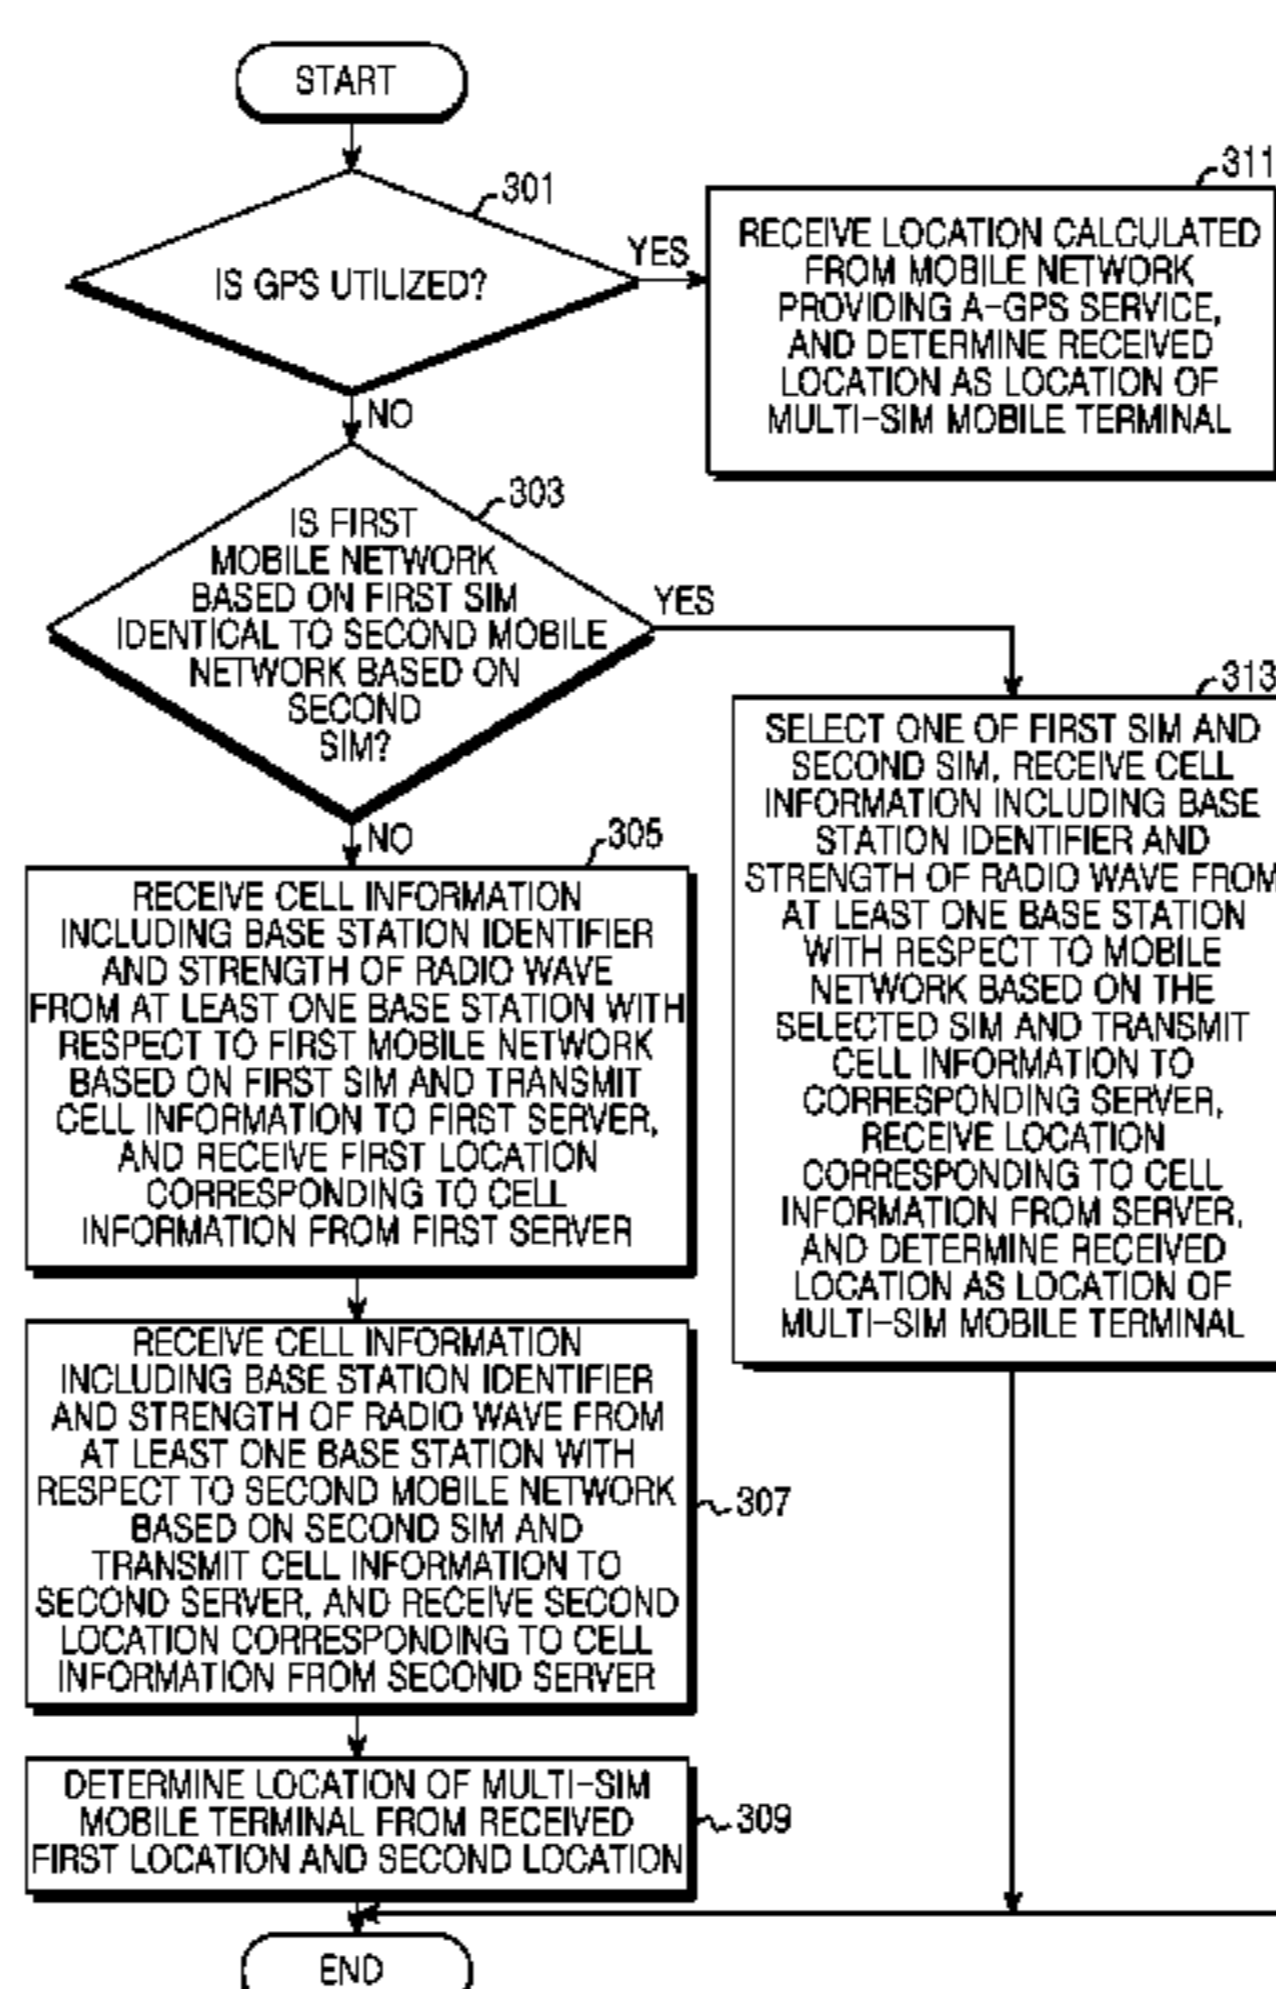 START
301
IS GPS UTILIZED?
YES
NO
311
RECEIVE LOCATION CALCULATED
FROM MOBILE NETWORK
PROVIDING A-GPS SERVICE,
AND DETERMINE RECEIVED
LOCATION AS LOCATION OF
MULTI-SIM MOBILE TERMINAL
303
IS FIRST
MOBILE NETWORK
BASED ON FIRST SIM
IDENTICAL TO SECOND MOBILE
NETWORK BASED ON
SECOND
SIM?
YES
NO
313
SELECT ONE OF FIRST SIM AND
SECOND SIM, RECEIVE CELL
INFORMATION INCLUDING BASE
STATION IDENTIFIER AND
STRENGTH OF RADIO WAVE FROM
AT LEAST ONE BASE STATION
WITH RESPECT TO MOBILE
NETWORK BASED ON THE
SELECTED SIM AND TRANSMIT
CELL INFORMATION TO
CORRESPONDING SERVER,
RECEIVE LOCATION
CORRESPONDING TO CELL
INFORMATION FROM SERVER,
AND DETERMINE RECEIVED
LOCATION AS LOCATION OF
MULTI-SIM MOBILE TERMINAL
305
RECEIVE CELL INFORMATION
INCLUDING BASE STATION IDENTIFIER
AND STRENGTH OF RADIO WAVE
FROM AT LEAST ONE BASE STATION WITH
RESPECT TO FIRST MOBILE NETWORK
BASED ON FIRST SIM AND TRANSMIT
CELL INFORMATION TO FIRST SERVER,
AND RECEIVE FIRST LOCATION
CORRESPONDING TO CELL
INFORMATION FROM FIRST SERVER
RECEIVE CELL INFORMATION
INCLUDING BASE STATION IDENTIFIER
AND STRENGTH OF RADIO WAVE FROM
AT LEAST ONE BASE STATION WITH
RESPECT TO SECOND MOBILE NETWORK
BASED ON SECOND SIM AND
TRANSMIT CELL INFORMATION TO
SECOND SERVER, AND RECEIVE SECOND
LOCATION CORRESPONDING TO CELL
INFORMATION FROM SECOND SERVER
307
DETERMINE LOCATION OF MULTI-SIM
MOBILE TERMINAL FROM RECEIVED
FIRST LOCATION AND SECOND LOCATION
309
END